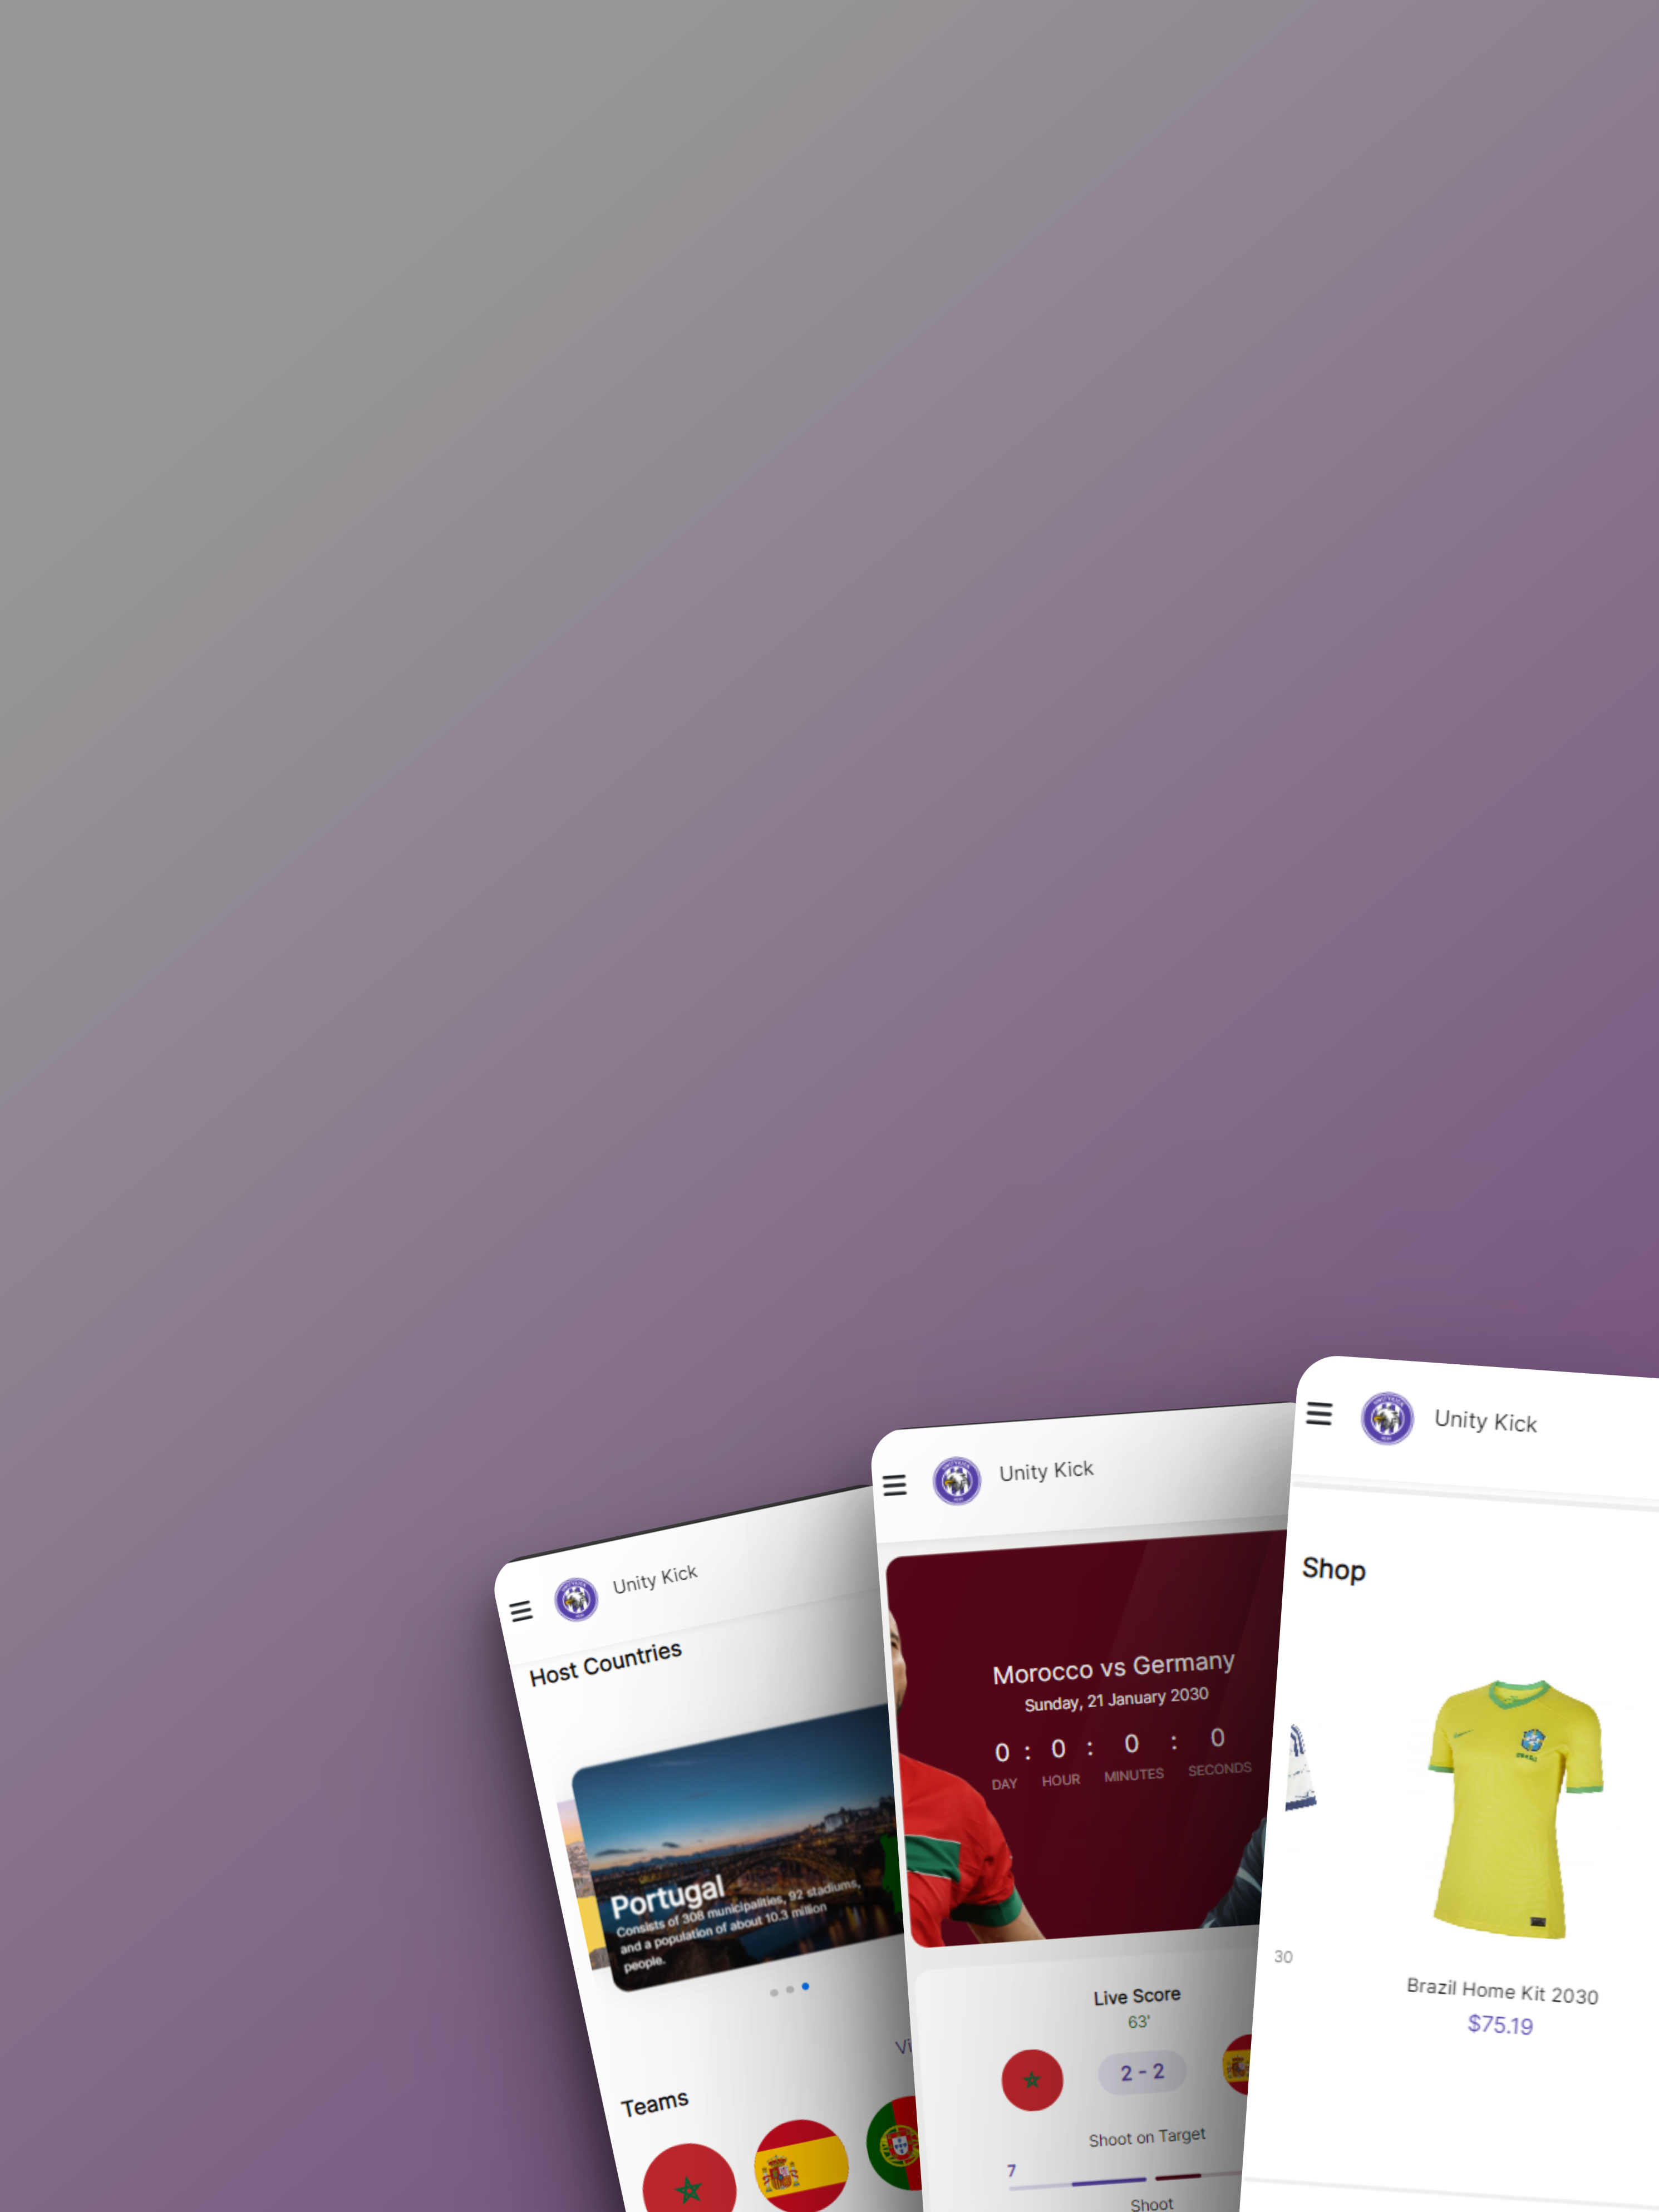 Unity Kick
Host Countries
Portugal
Consists of 308 municipalities, 92 stadiums,
and a population of about 10.3 million
people.
Teams
Unity Kick
Morocco vs Germany
Sunday, 21 January 2030
0 : 0 : 0 : 0
DAY HOUR MINUTES SECONDS
Live Score
63'
2 - 2
Shoot on Target
7
Shoot
Unity Kick
Shop
30
Brazil Home Kit 2030
$75.19